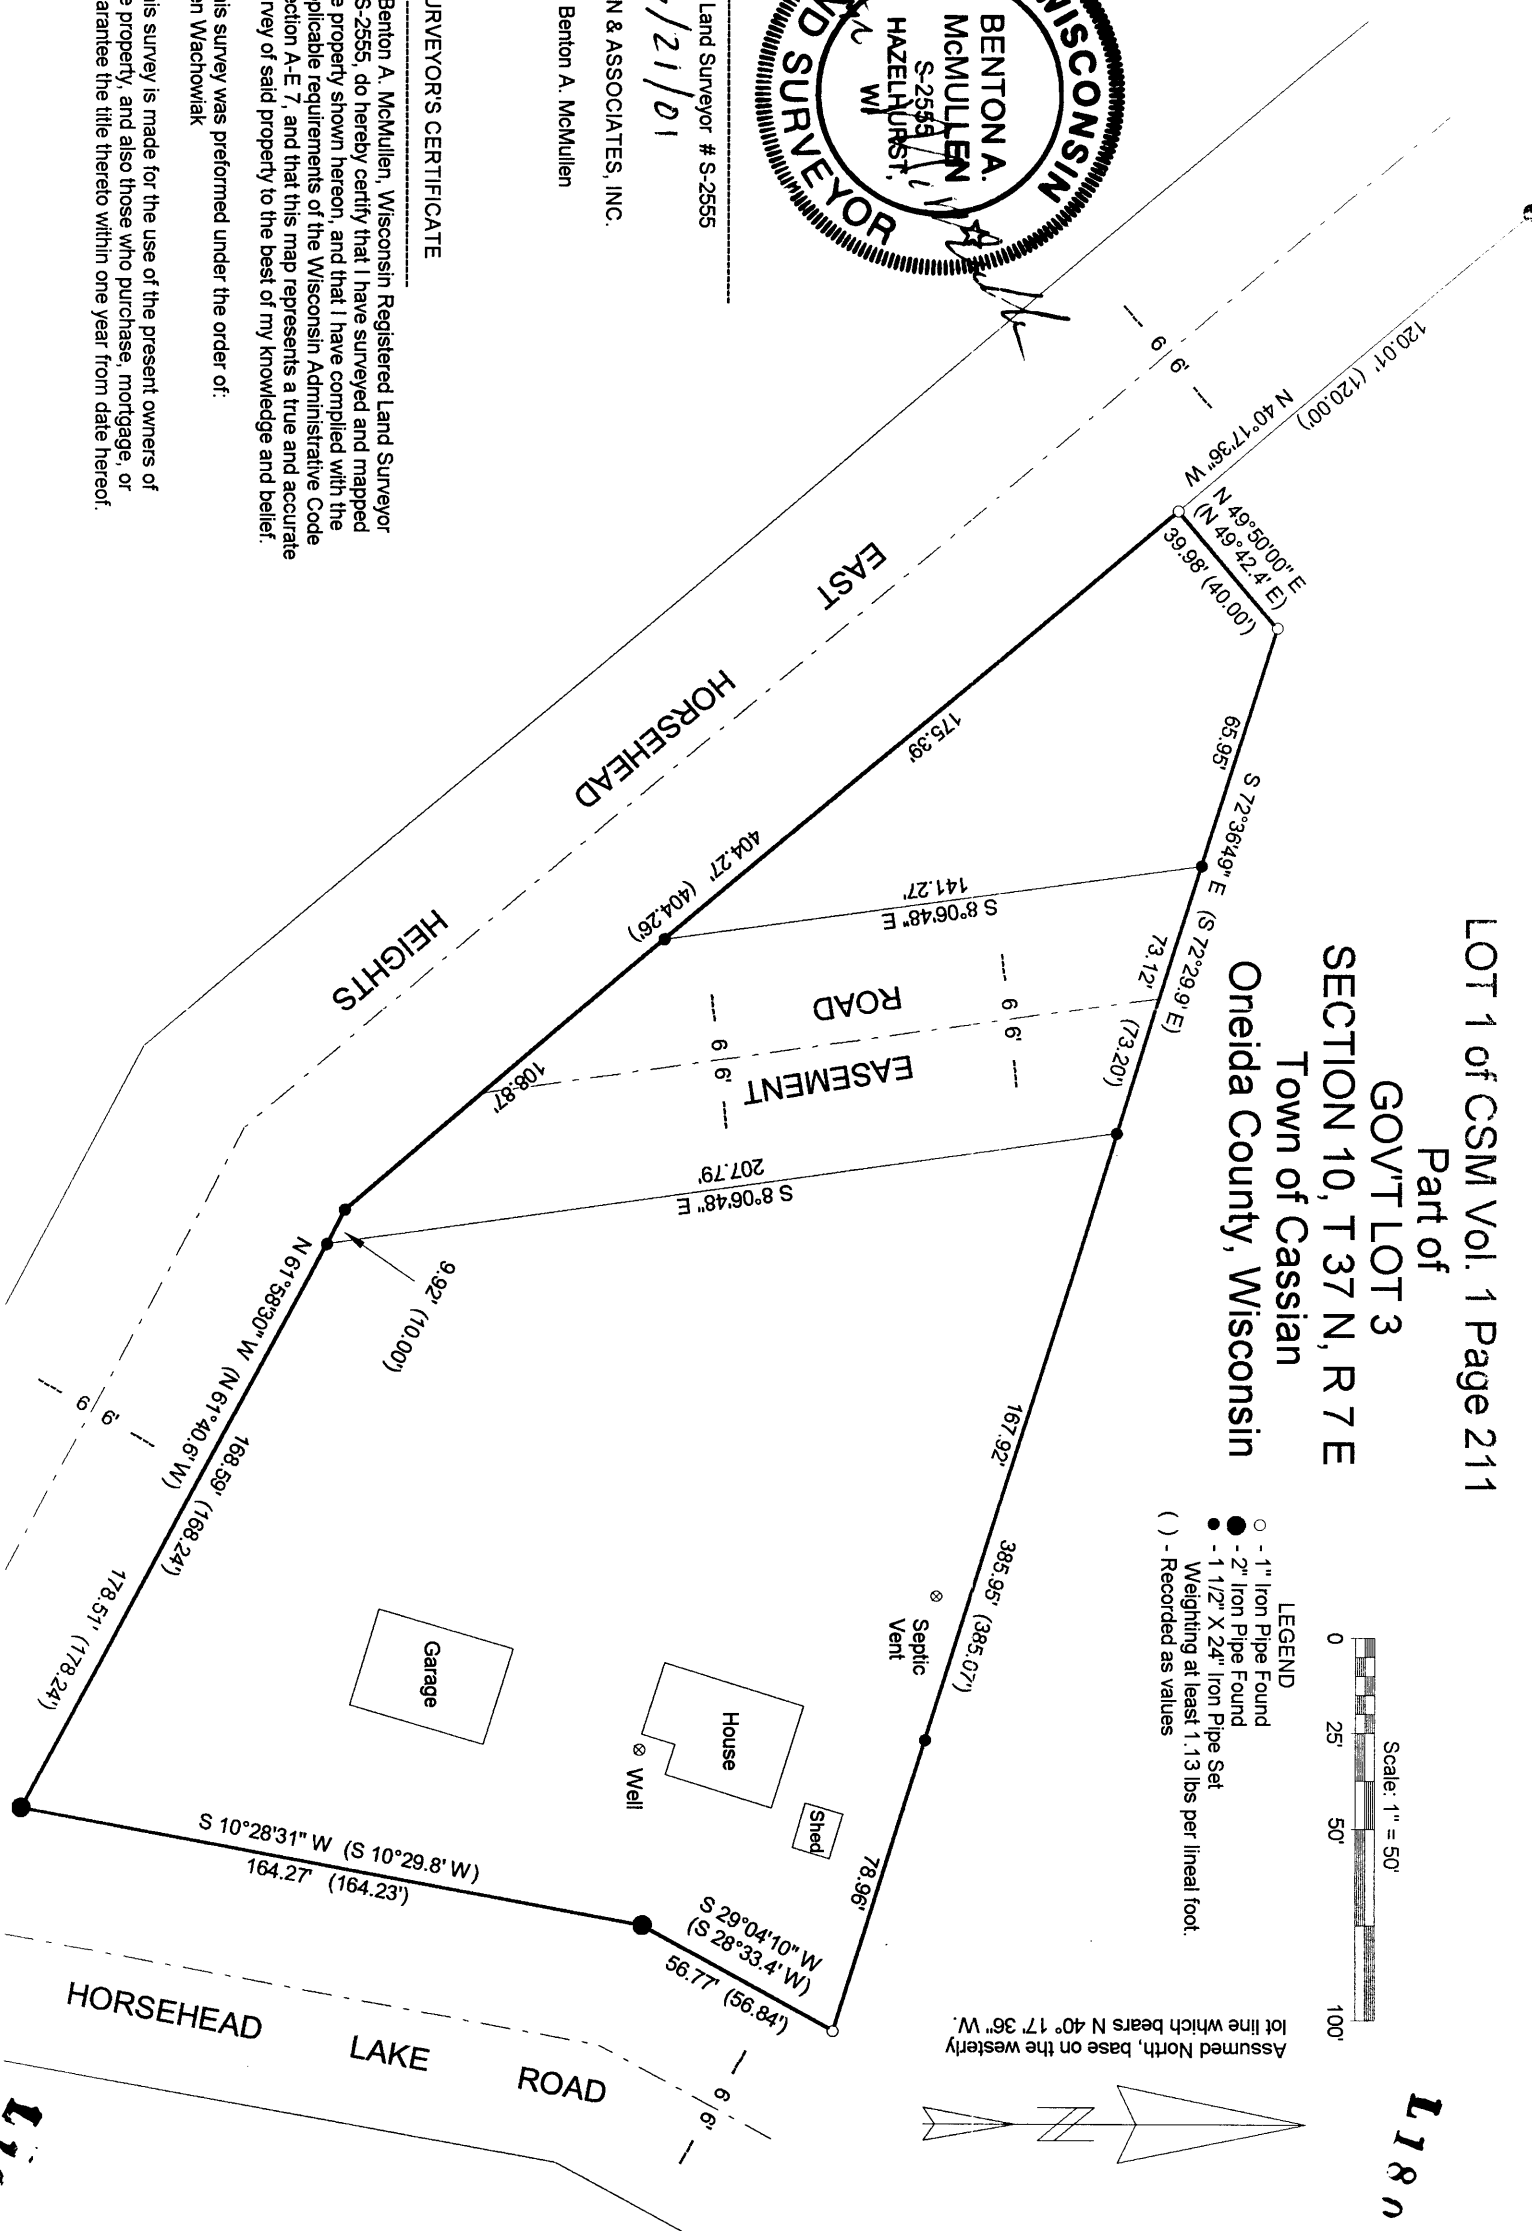 LOT 1 of CSM Vol. 1 Page 211
Part of
GOV'T LOT 3
SECTION 10, T 37 N, R 7 E
Town of Cassian
Oneida County, Wisconsin
Scale: 1" = 50'
0 25' 50' 100'
LEGEND
○ - 1" Iron Pipe Found
● - 2" Iron Pipe Found
● - 1 1/2" X 24" Iron Pipe Set
Weighting at least 1.13 lbs per lineal foot.
( ) - Recorded as values
Assumed North, base on the westerly
lot line which bears N 40° 17' 36" W.
N
120.01' (120.00')
N 40°17'36" W
N 49°50'00" E
(N 49°42.4' E)
39.98' (40.00')
65.95'
S 72°36'49" E (S 72°29.9' E)
73.12' (73.20')
167.92'
385.95' (385.07')
78.96'
175.39'
404.27' (404.26')
108.87'
141.27'
S 8°06'48" E
207.79'
S 8°06'48" E
ROAD
EASEMENT
66'
66'
66'
EAST
HORSEHEAD
HEIGHTS
9.92' (10.00')
N 61°58'30" W (N 61°40.6' W)
168.59' (168.24')
178.51' (178.24')
66'
Septic
Vent
House
Garage
Shed
Well
S 10°28'31" W (S 10°29.8' W)
164.27' (164.23')
S 29°04'10" W
(S 28°33.4' W)
56.77' (56.84')
HORSEHEAD LAKE ROAD
66'
WISCONSIN
BENTON A.
McMULLEN
S-2555
HAZELHURST,
WI
SURVEYOR
Land Surveyor # S-2555
/21/01
N & ASSOCIATES, INC.
Benton A. McMullen
URVEYOR'S CERTIFICATE
Benton A. McMullen, Wisconsin Registered Land Surveyor
S-2555, do hereby certify that I have surveyed and mapped
e property shown hereon, and that I have complied with the
plicable requirements of the Wisconsin Administrative Code
ction A-E 7, and that this map represents a true and accurate
rvey of said property to the best of my knowledge and belief.
is survey was preformed under the order of:
en Wachowiak
is survey is made for the use of the present owners of
e property, and also those who purchase, mortgage, or
arantee the title thereto within one year from date hereof.